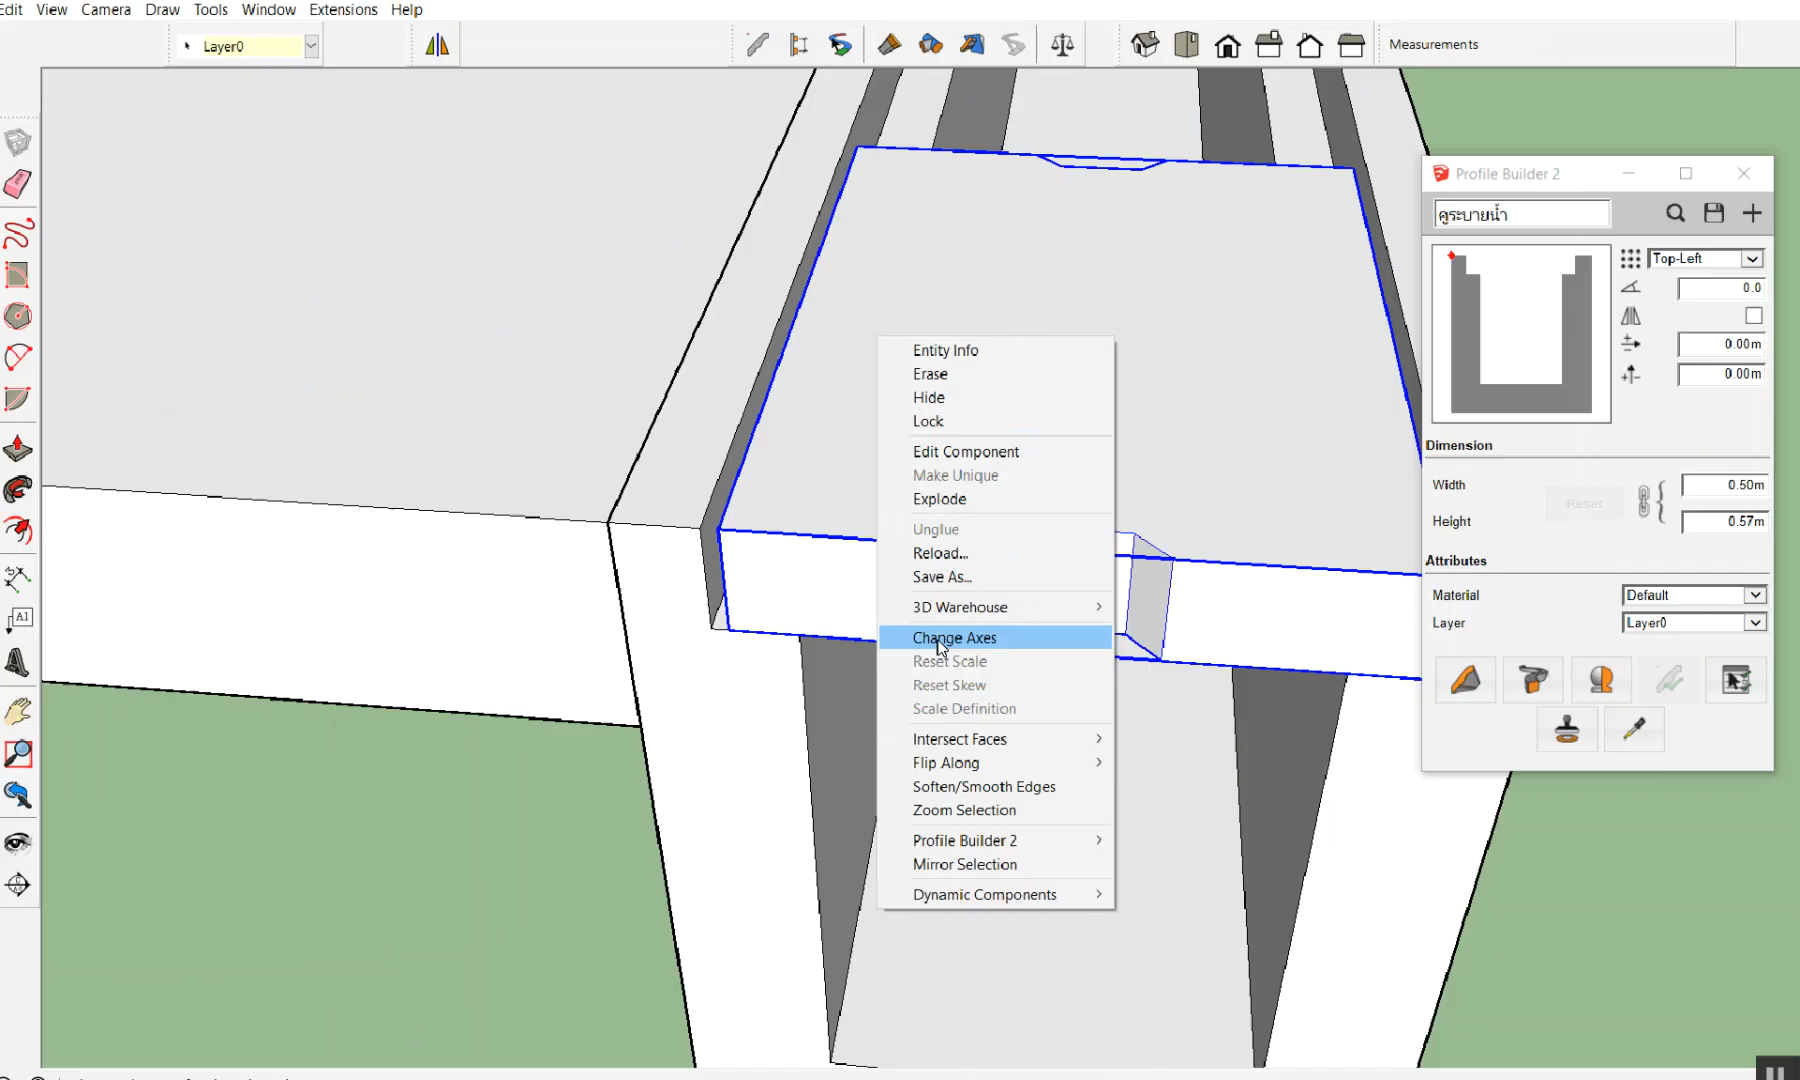 Edit View Camera Draw Tools Window Extensions Help
Layer0
Measurements
Profile Builder 2
คูระบายน้ำ
Top-Left
0.0
0.00m
0.00m
Dimension
Width 0.50m
Reset
Height 0.57m
Attributes
Material Default
Layer Layer0
Entity Info
Erase
Hide
Lock
Edit Component
Make Unique
Explode
Unglue
Reload...
Save As...
3D Warehouse
Change Axes
Reset Scale
Reset Skew
Scale Definition
Intersect Faces
Flip Along
Soften/Smooth Edges
Zoom Selection
Profile Builder 2
Mirror Selection
Dynamic Components
A1